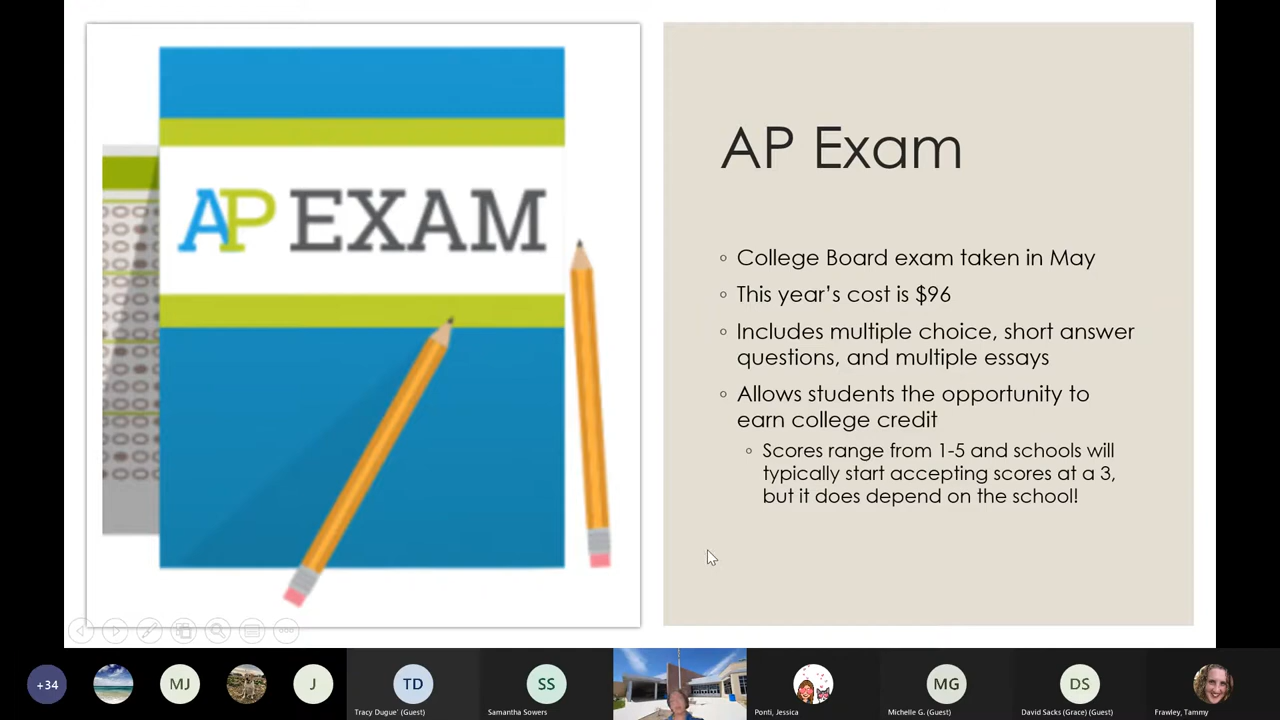 AP EXAM
AP Exam
◦ College Board exam taken in May
◦ This year’s cost is $96
◦ Includes multiple choice, short answer
questions, and multiple essays
◦ Allows students the opportunity to
earn college credit
◦ Scores range from 1-5 and schools will
typically start accepting scores at a 3,
but it does depend on the school!
+34
MJ
J
TD
Tracy Dugue´ (Guest)
SS
Samantha Sowers
Ponti, Jessica
MG
Michelle G. (Guest)
DS
David Sacks (Grace) (Guest)
Frawley, Tammy